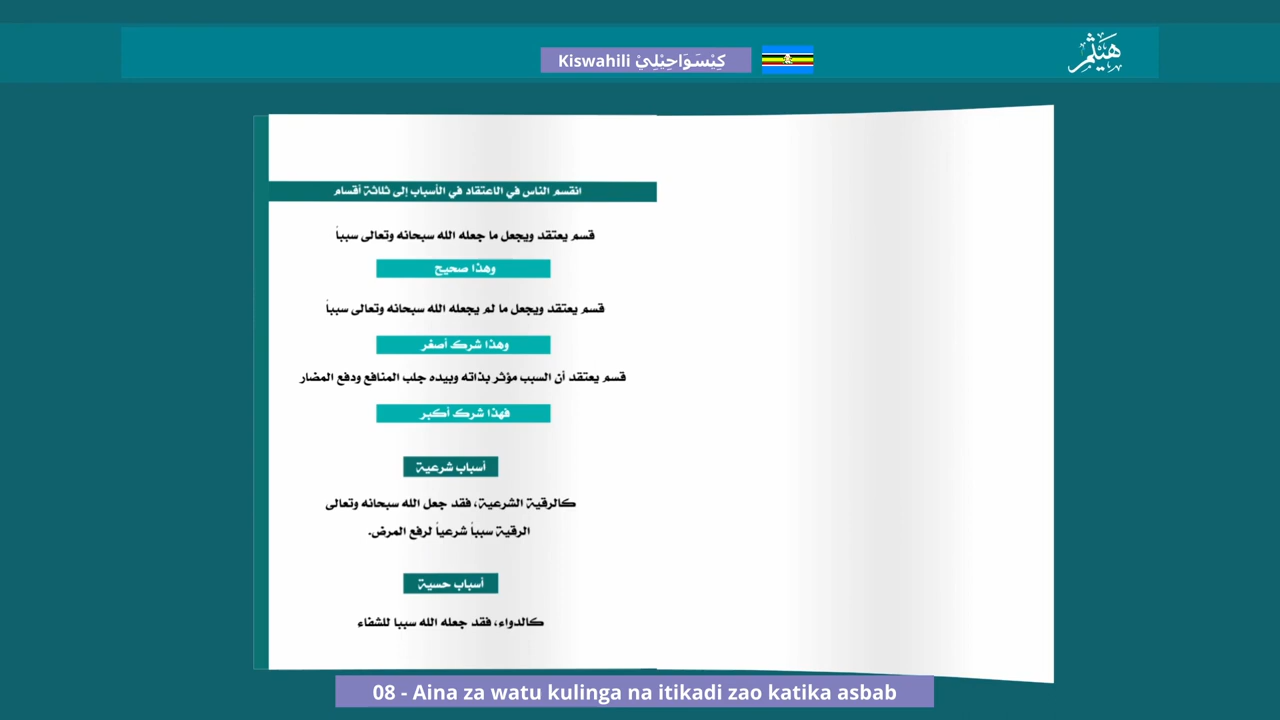 Kiswahili كِيْسَوَاحِيْلِيْ
هَيْثَم
انقسم الناس في الاعتقاد في الأسباب إلى ثلاثة أقسام
قسم يعتقد ويجعل ما جعله الله سبحانه وتعالى سبباً
وهذا صحيح
قسم يعتقد ويجعل ما لم يجعله الله سبحانه وتعالى سبباً
وهذا شرك أصغر
قسم يعتقد أن السبب مؤثر بذاته وبيده جلب المنافع ودفع المضار
فهذا شرك أكبر
أسباب شرعية
كالرقية الشرعية، فقد جعل الله سبحانه وتعالى
الرقية سبباً شرعياً لرفع المرض.
أسباب حسية
كالدواء، فقد جعله الله سببا للشفاء
08 - Aina za watu kulinga na itikadi zao katika asbab